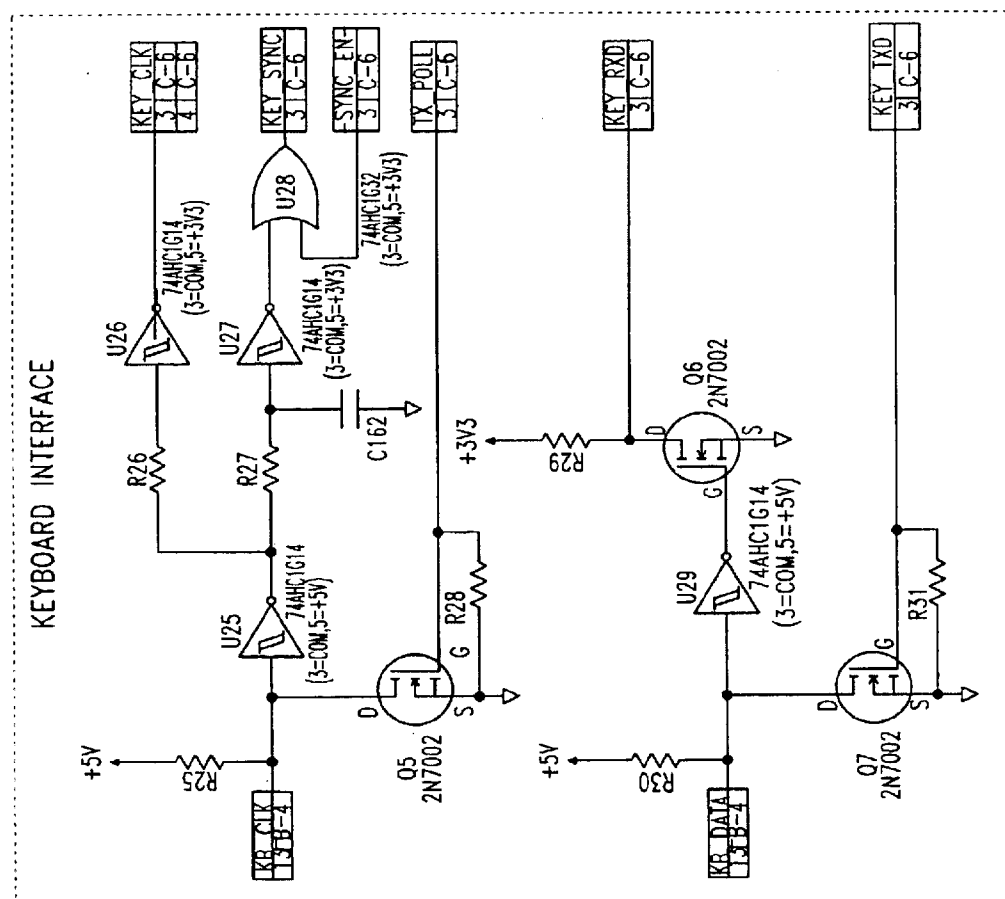 KEYBOARD INTERFACE
KEY CLK
3 C-6
4 C-6
U26
74AHC1G14
(3=COM,5=+3V3)
R26
KEY SYNC
3 C-6
-SYNC EN-
3 C-6
U28
74AHC1G32
(3=COM,5=+3V3)
U27
74AHC1G14
(3=COM,5=+3V3)
R27
C162
U25
74AHC1G14
(3=COM,5=+5V)
+5V
R25
KB CLK
13 B-4
TX POLL
3 C-6
R28
D
G
S
Q5
2N7002
KEY RXD
3 C-6
+3V3
R29
D
G
S
Q6
2N7002
U29
74AHC1G14
(3=COM,5=+5V)
+5V
R30
KB DATA
13 B-4
KEY TXD
3 C-6
R31
D
G
S
Q7
2N7002